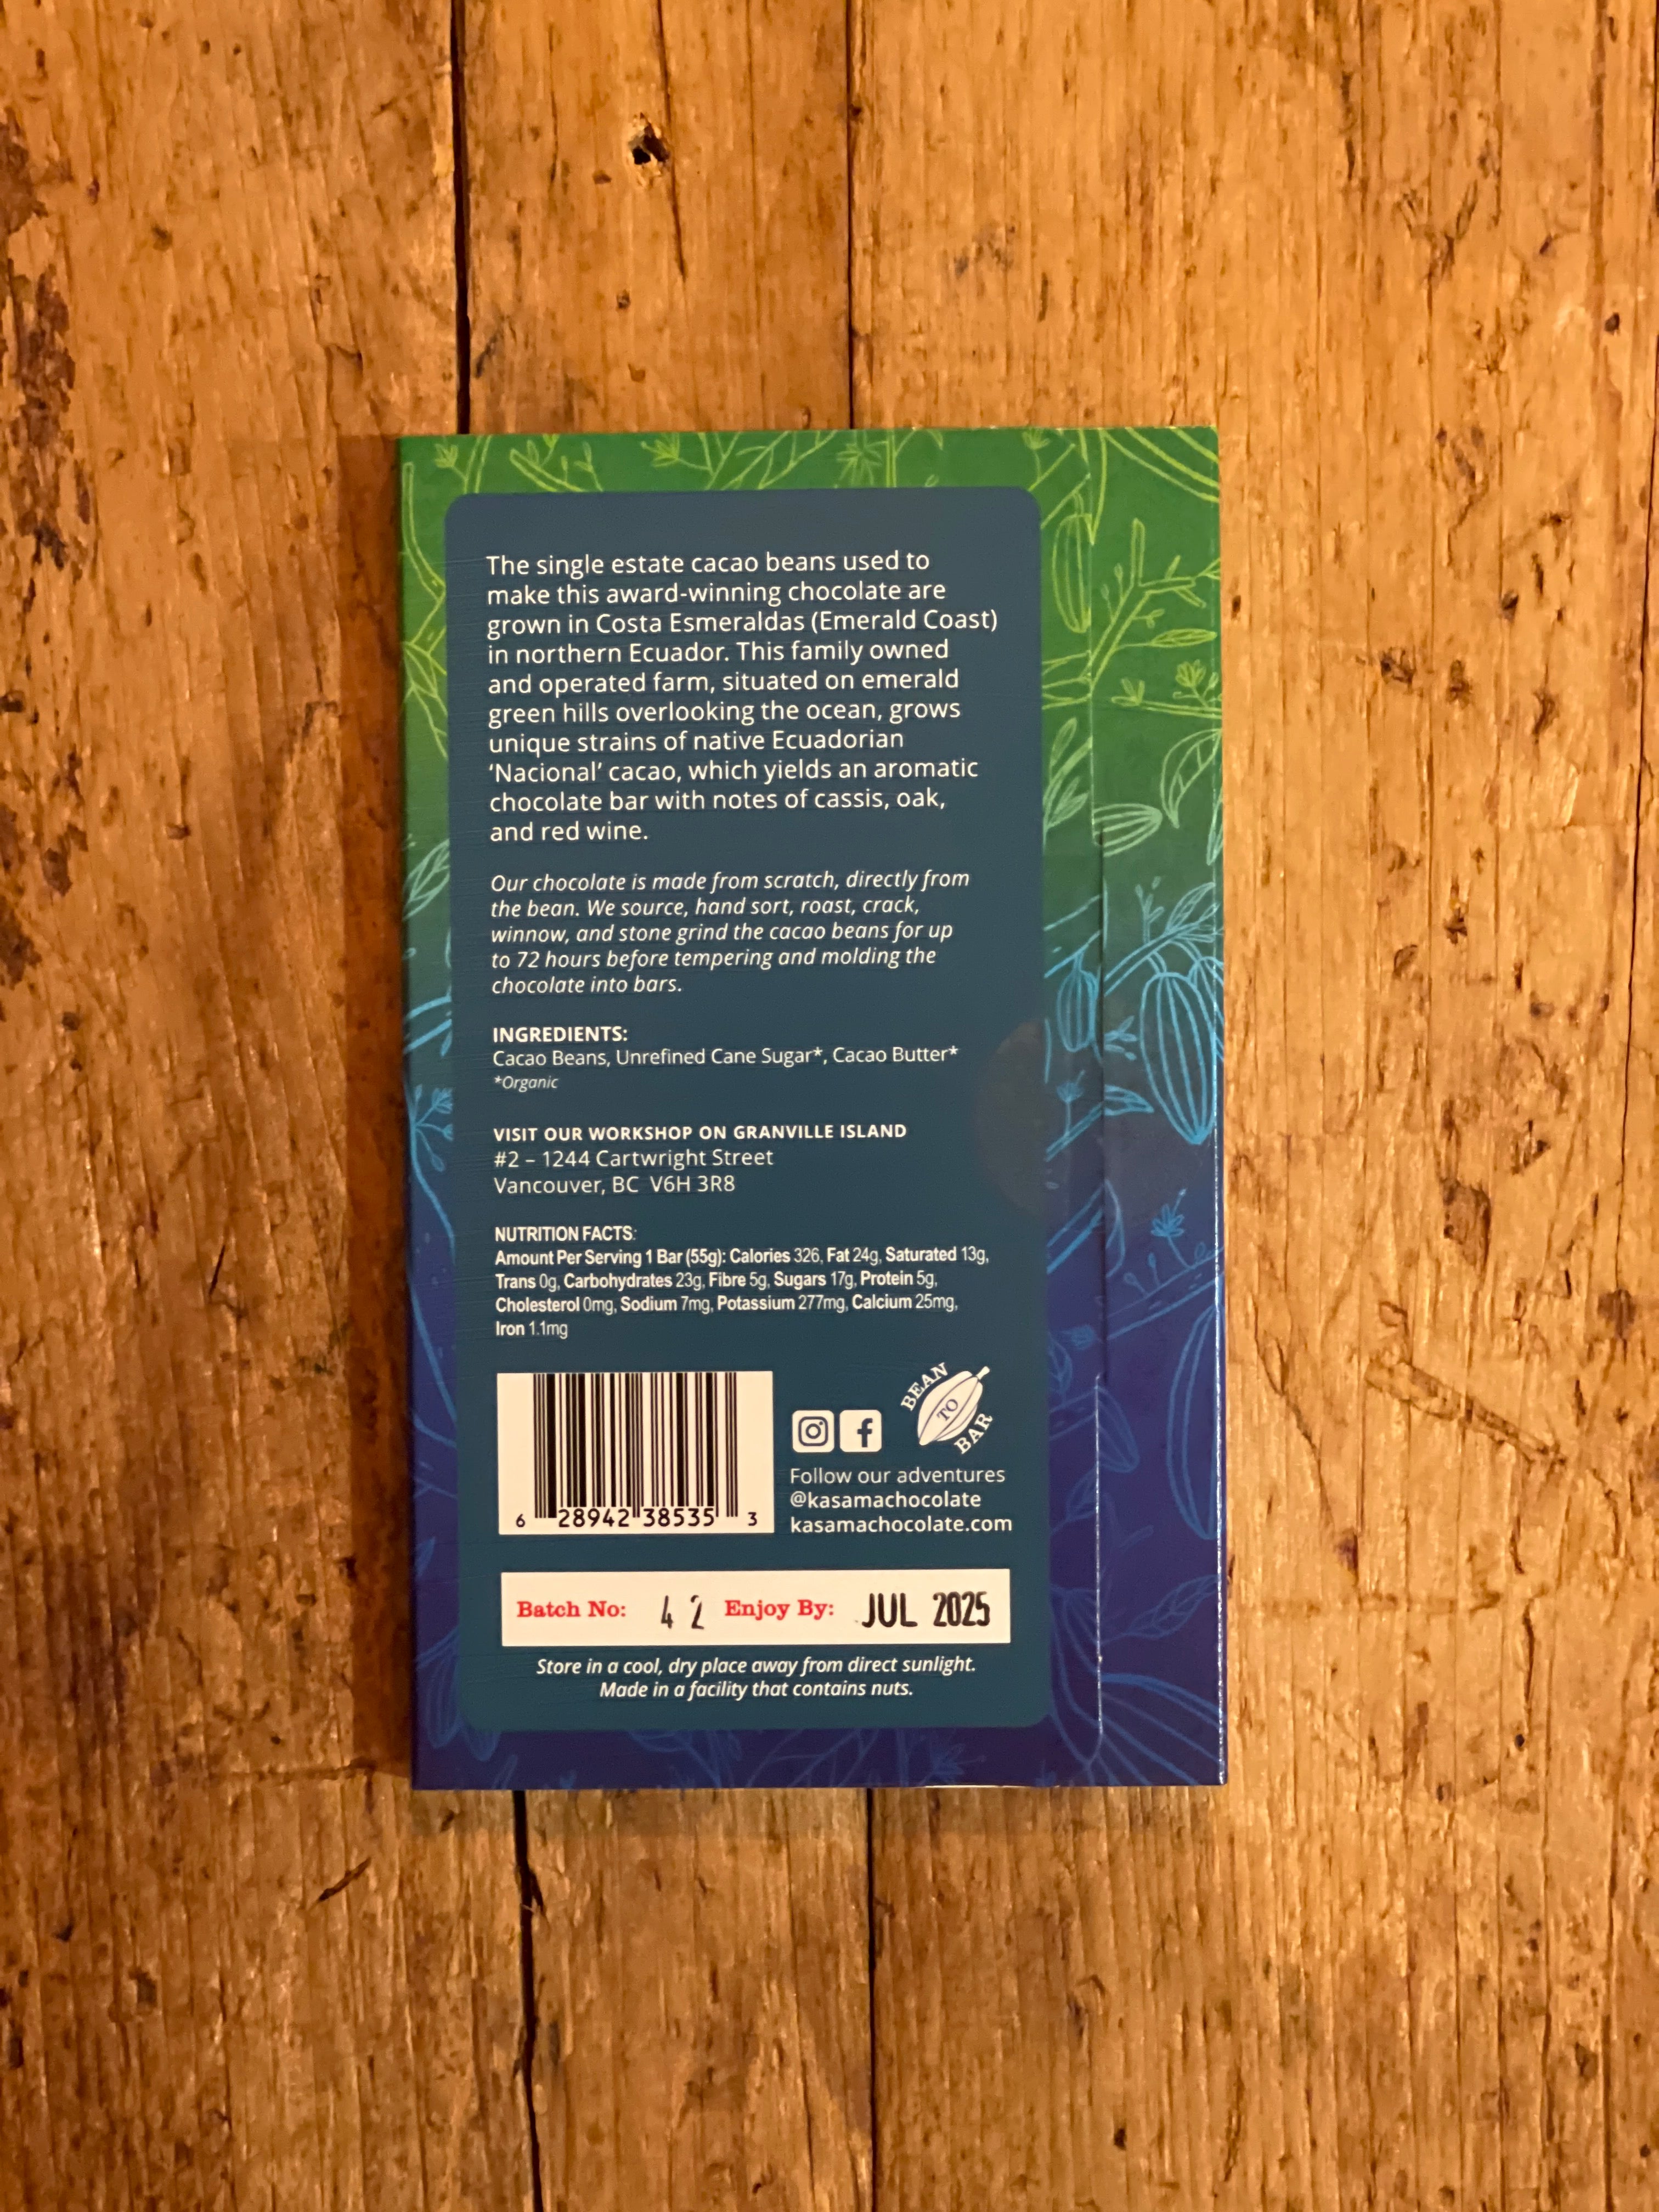 The single estate cacao beans used to
make this award-winning chocolate are
grown in Costa Esmeraldas (Emerald Coast)
in northern Ecuador. This family owned
and operated farm, situated on emerald
green hills overlooking the ocean, grows
unique strains of native Ecuadorian
‘Nacional’ cacao, which yields an aromatic
chocolate bar with notes of cassis, oak,
and red wine.
Our chocolate is made from scratch, directly from
the bean. We source, hand sort, roast, crack,
winnow, and stone grind the cacao beans for up
to 72 hours before tempering and molding the
chocolate into bars.
INGREDIENTS:
Cacao Beans, Unrefined Cane Sugar*, Cacao Butter*
*Organic
VISIT OUR WORKSHOP ON GRANVILLE ISLAND
#2 – 1244 Cartwright Street
Vancouver, BC V6H 3R8
NUTRITION FACTS:
Amount Per Serving 1 Bar (55g): Calories 326, Fat 24g, Saturated 13g,
Trans 0g, Carbohydrates 23g, Fibre 5g, Sugars 17g, Protein 5g,
Cholesterol 0mg, Sodium 7mg, Potassium 277mg, Calcium 25mg,
Iron 1.1mg
6 28942 38535 3
BEAN
TO
BAR
Follow our adventures
@kasamachocolate
kasamachocolate.com
Batch No: 42 Enjoy By: JUL 2025
Store in a cool, dry place away from direct sunlight.
Made in a facility that contains nuts.